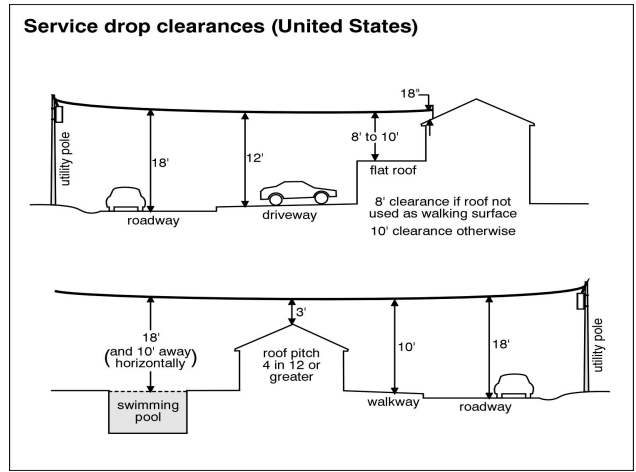 Service drop clearances (United States)
18"
utility pole
18'
12'
8' to 10'
flat roof
roadway
driveway
8' clearance if roof not
used as walking surface
10' clearance otherwise
3'
18'
(and 10' away
horizontally)
roof pitch
4 in 12 or
greater
10'
18'
utility pole
swimming
pool
walkway
roadway